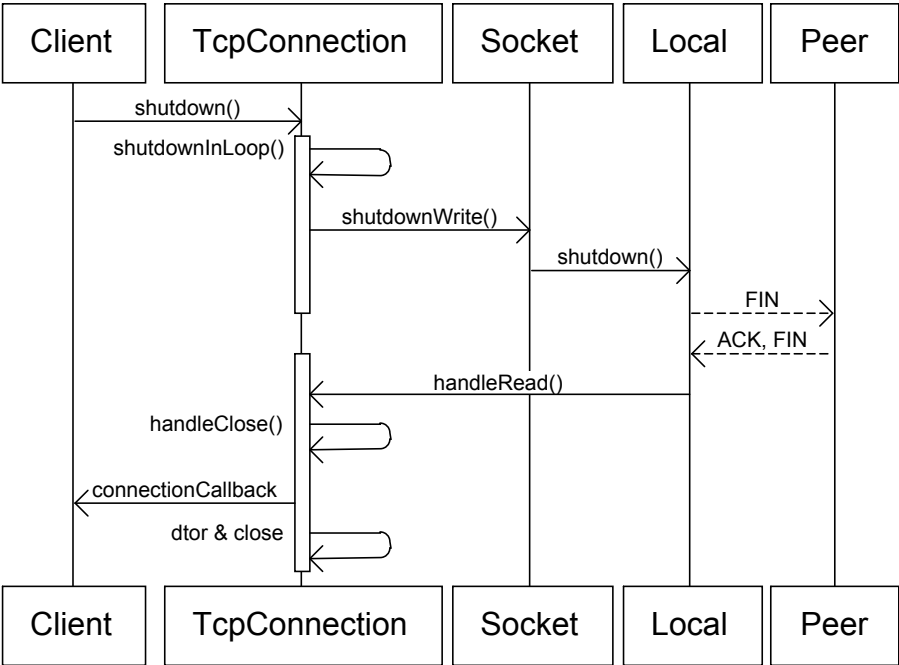 Client TcpConnection Socket Local Peer
shutdown()
shutdownInLoop()
shutdownWrite()
shutdown()
FIN
ACK, FIN
handleRead()
handleClose()
connectionCallback
dtor & close
Client TcpConnection Socket Local Peer